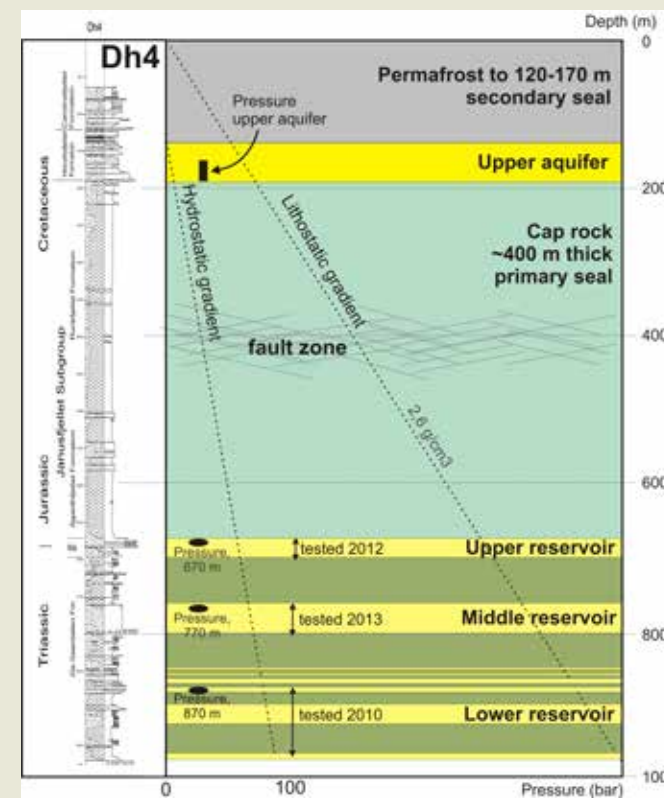 Depth (m)
Dh4
Dh4
0
Permafrost to 120-170 m
secondary seal
Pressure
upper aquifer
Upper aquifer
200
Cretaceous
Hydrostatic gradient
Lithostatic gradient
Cap rock
~400 m thick
primary seal
fault zone
400
Janusfjellet Subgroup
2.6 g/cm3
Jurassic
600
Upper reservoir
tested 2012
Pressure,
670 m
Middle reservoir
tested 2013
Pressure,
770 m
Triassic
800
Pressure,
870 m
tested 2010
Lower reservoir
0
100
Pressure (bar)